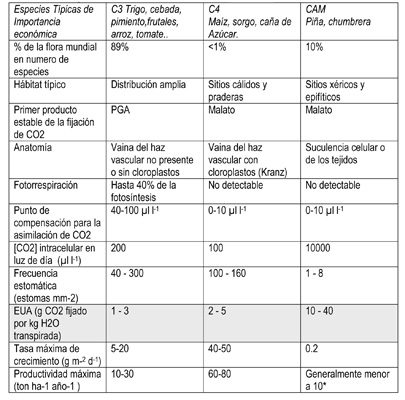 Especies Típicas de
Importancia
económica
C3 Trigo, cebada,
pimiento,frutales,
arroz, tomate..
C4
Maíz, sorgo, caña de
Azúcar.
CAM
Piña, chumbrera
% de la flora mundial
en numero de
especies
89%
<1%
10%
Hábitat típico
Distribución amplia
Sitios cálidos y
praderas
Sitios xéricos y
epifíticos
Primer producto
estable de la fijación
de CO2
PGA
Malato
Malato
Anatomía
Vaina del haz
vascular no presente
o sin cloroplastos
Vaina del haz
vascular con
cloroplastos (Kranz)
Suculencia celular o
de los tejidos
Fotorrespiración
Hasta 40% de la
fotosíntesis
No detectable
No detectable
Punto de
compensación para la
asimilación de CO2
40-100 µl l-1
0-10 µl l-1
0-10 µl l-1
[CO2] intracelular en
luz de día (µl l-1)
200
100
10000
Frecuencia
estomática
(estomas mm-2)
40 - 300
100 - 160
1 - 8
EUA (g CO2 fijado
por kg H2O
transpirada)
1 - 3
2 - 5
10 - 40
Tasa máxima de
crecimiento (g m-2 d-1)
5-20
40-50
0.2
Productividad máxima
(ton ha-1 año-1 )
10-30
60-80
Generalmente menor
a 10*